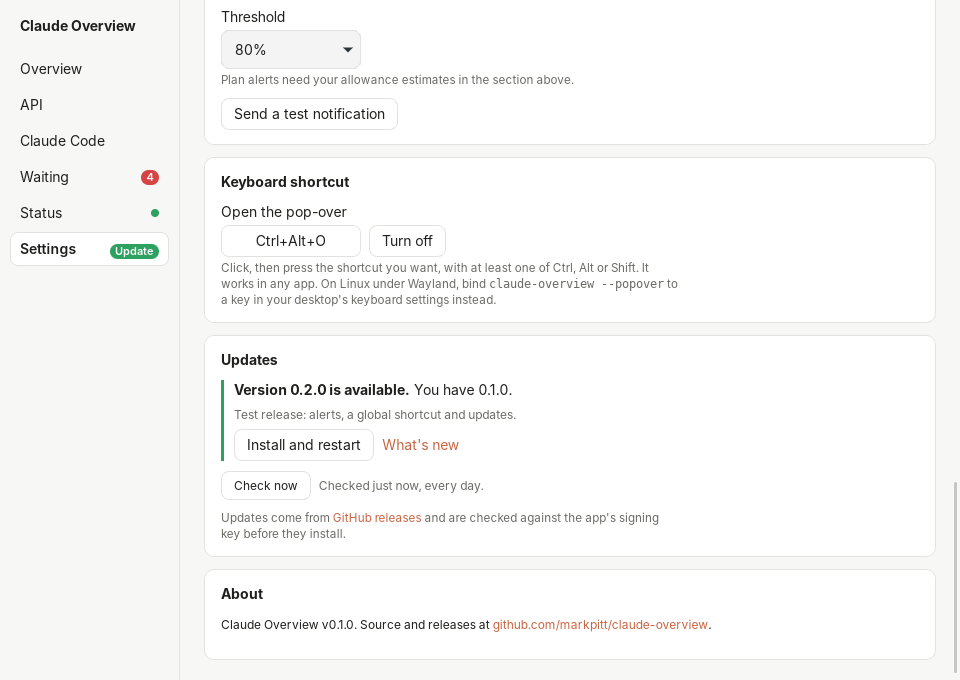 Claude Overview
Overview
API
Claude Code
Waiting 4
Status
Settings Update
Threshold
80%
Plan alerts need your allowance estimates in the section above.
Send a test notification
Keyboard shortcut
Open the pop-over
Ctrl+Alt+O Turn off
Click, then press the shortcut you want, with at least one of Ctrl, Alt or Shift. It
works in any app. On Linux under Wayland, bind claude-overview --popover to
a key in your desktop's keyboard settings instead.
Updates
Version 0.2.0 is available. You have 0.1.0.
Test release: alerts, a global shortcut and updates.
Install and restart What's new
Check now Checked just now, every day.
Updates come from GitHub releases and are checked against the app's signing
key before they install.
About
Claude Overview v0.1.0. Source and releases at github.com/markpitt/claude-overview.